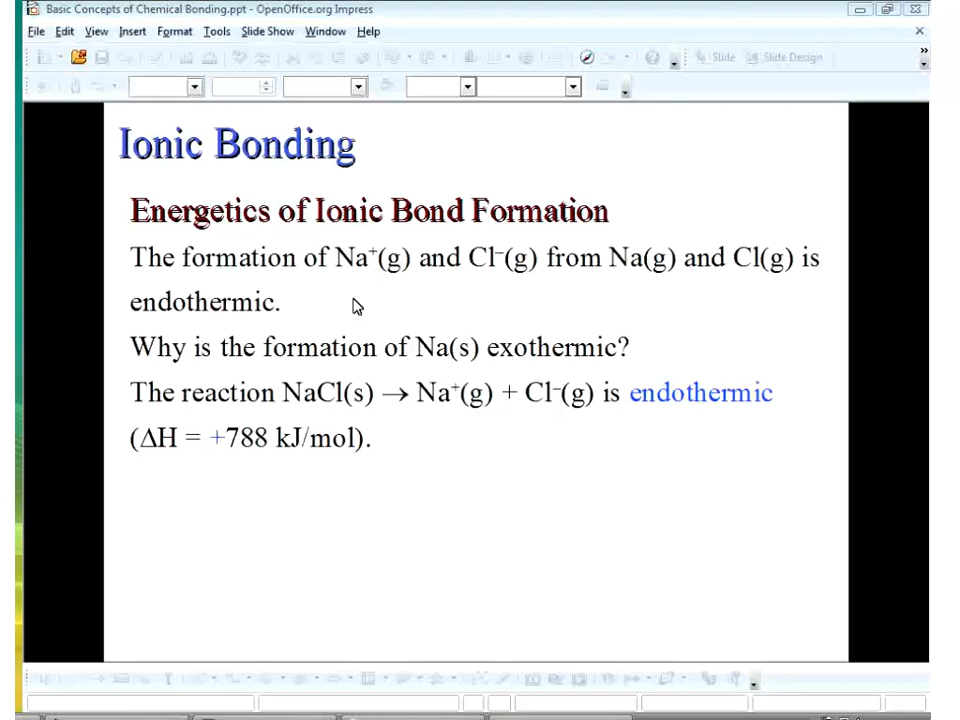 Basic Concepts of Chemical Bonding.ppt - OpenOffice.org Impress
File Edit View Insert Format Tools Slide Show Window Help
Slide Slide Design
Ionic Bonding
Energetics of Ionic Bond Formation
The formation of Na⁺(g) and Cl⁻(g) from Na(g) and Cl(g) is
endothermic.
Why is the formation of Na(s) exothermic?
The reaction NaCl(s) → Na⁺(g) + Cl⁻(g) is endothermic
(ΔH = +788 kJ/mol).